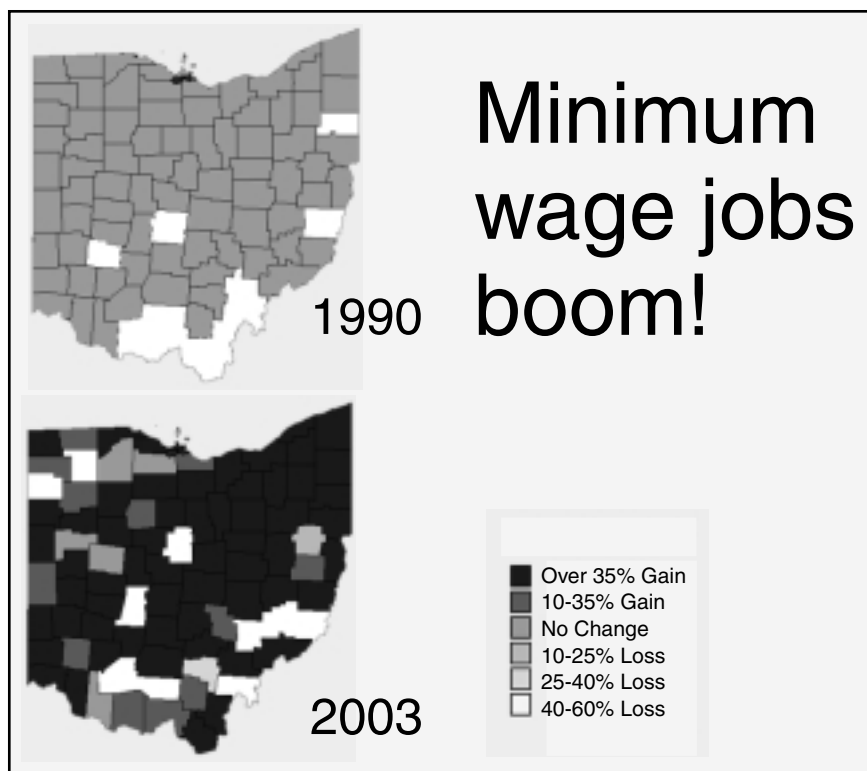 Minimum
wage jobs
boom!
1990
2003
Over 35% Gain
10-35% Gain
No Change
10-25% Loss
25-40% Loss
40-60% Loss